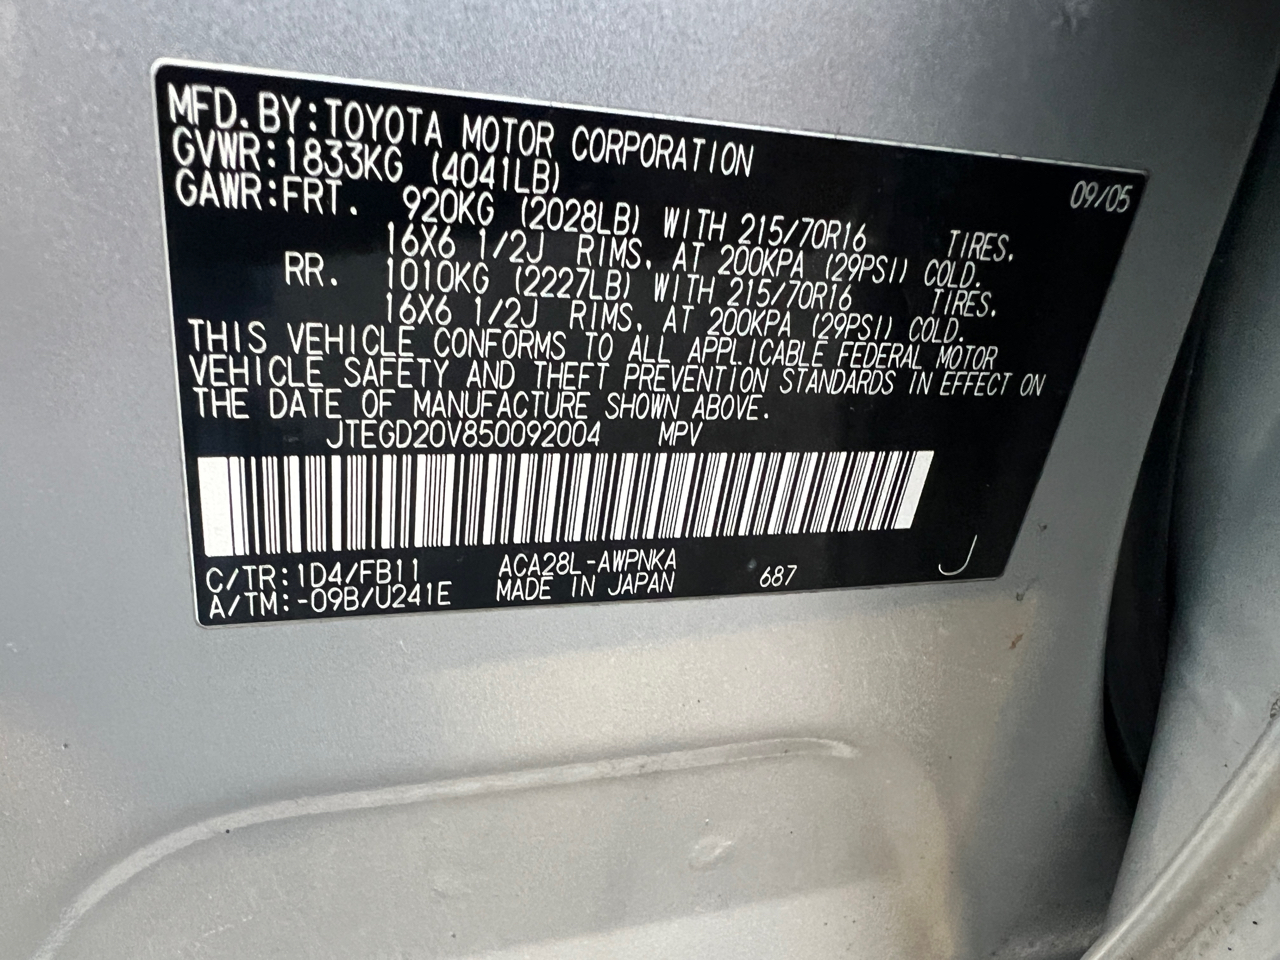 MFD. BY: TOYOTA MOTOR CORPORATION 09/05
GVWR: 1833KG (4041LB)
GAWR: FRT. 920KG (2028LB) WITH 215/70R16 TIRES.
16X6 1/2J RIMS, AT 200KPA (29PSI) COLD.
RR. 1010KG (2227LB) WITH 215/70R16 TIRES.
16X6 1/2J RIMS, AT 200KPA (29PSI) COLD.
THIS VEHICLE CONFORMS TO ALL APPLICABLE FEDERAL MOTOR
VEHICLE SAFETY AND THEFT PREVENTION STANDARDS IN EFFECT ON
THE DATE OF MANUFACTURE SHOWN ABOVE.
JTEGD20V850092004 MPV
C/TR: 1D4/FB11 ACA28L-AWPNKA 687 J
A/TM: -09B/U241E MADE IN JAPAN